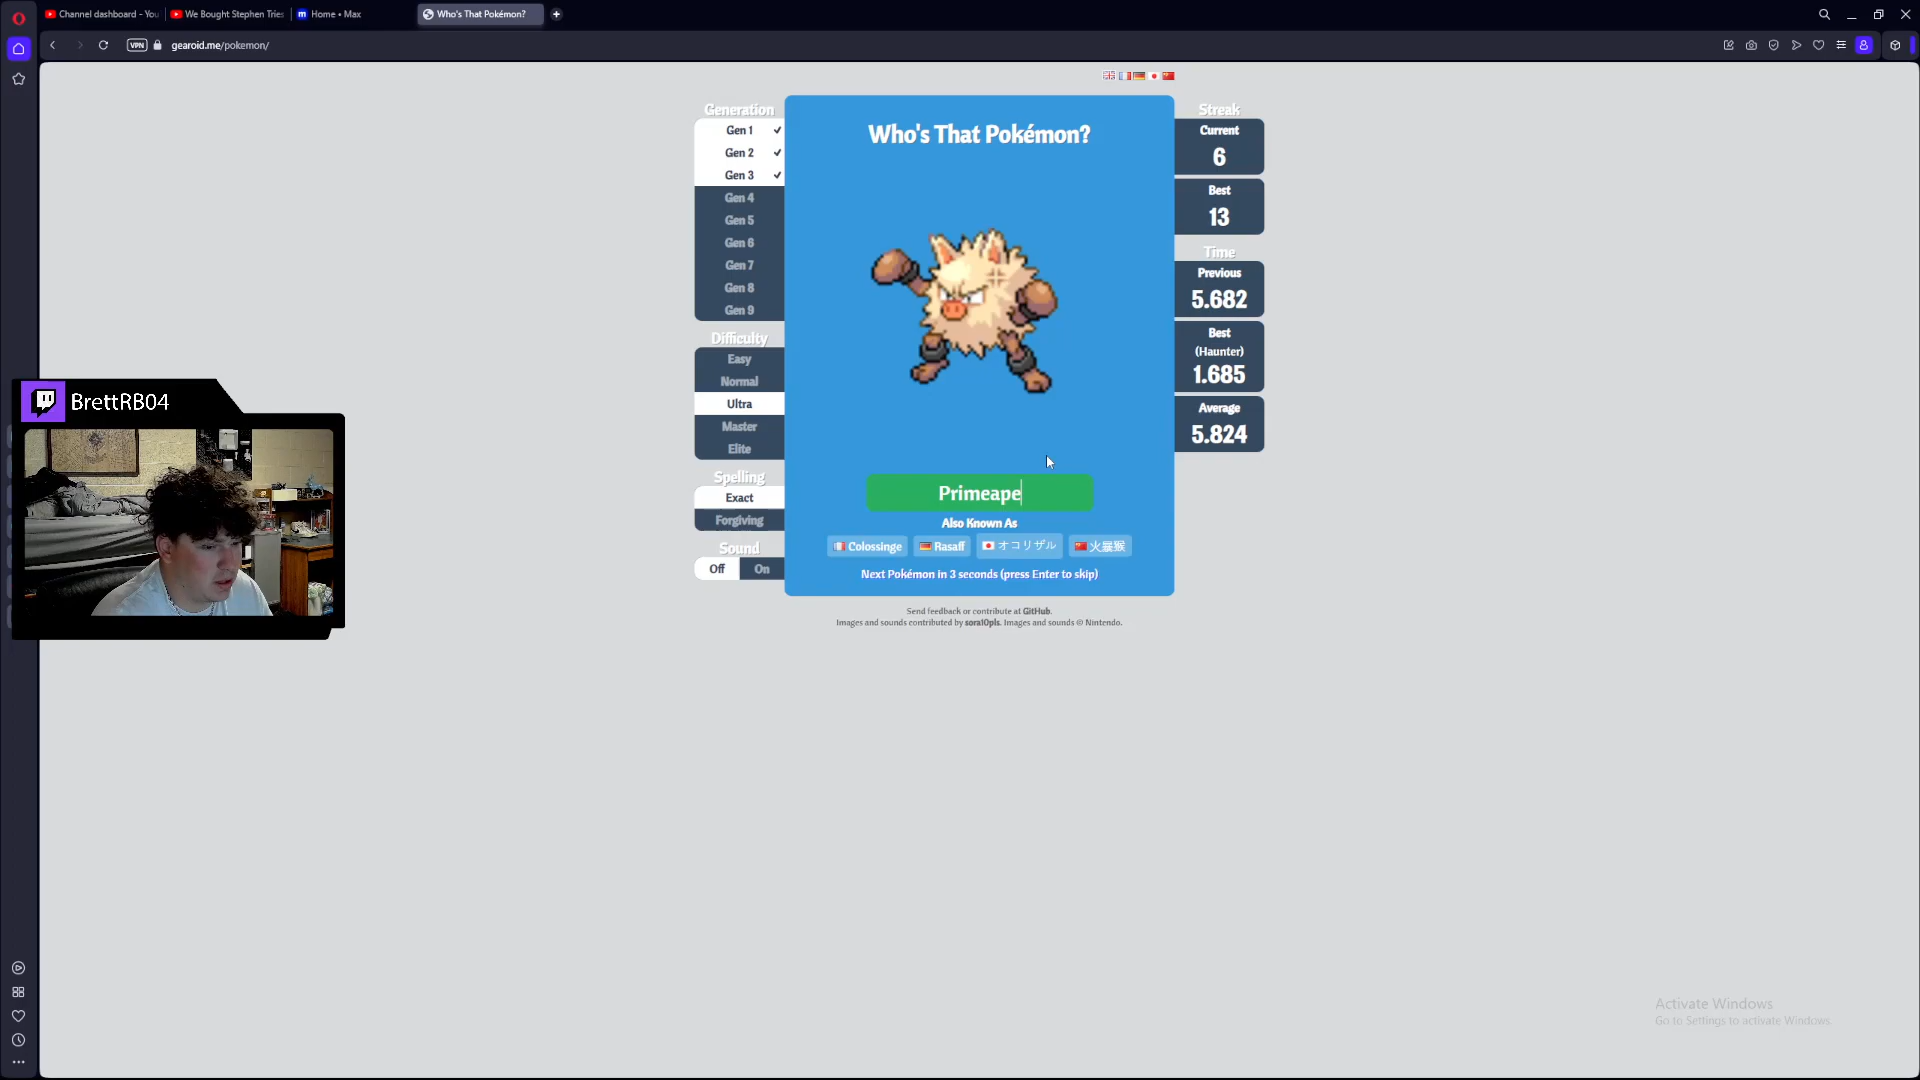 Channel dashboard - You
We Bought Stephen Tries
Home • Max
Who's That Pokémon?
VPN
gearoid.me/pokemon/
Generation
Gen 1 ✓
Gen 2 ✓
Gen 3 ✓
Gen 4
Gen 5
Gen 6
Gen 7
Gen 8
Gen 9
Difficulty
Easy
Normal
Ultra
Master
Elite
Spelling
Exact
Forgiving
Sound
Off On
Who's That Pokémon?
Primeape
Also Known As
Colossinge Rasaff オコリザル 火暴猴
Next Pokémon in 3 seconds (press Enter to skip)
Streak
Current
6
Best
13
Time
Previous
5.682
Best
(Haunter)
1.685
Average
5.824
Send feedback or contribute at GitHub.
Images and sounds contributed by sora10pls. Images and sounds © Nintendo.
BrettRB04
Activate Windows
Go to Settings to activate Windows.